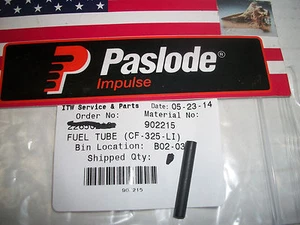 Paslode®
Impulse
ITW Service & Parts Date: 05-23-14
Order No: Material No:
902215
FUEL TUBE (CF-325-LI)
Bin Location: B02-03
Shipped Qty: